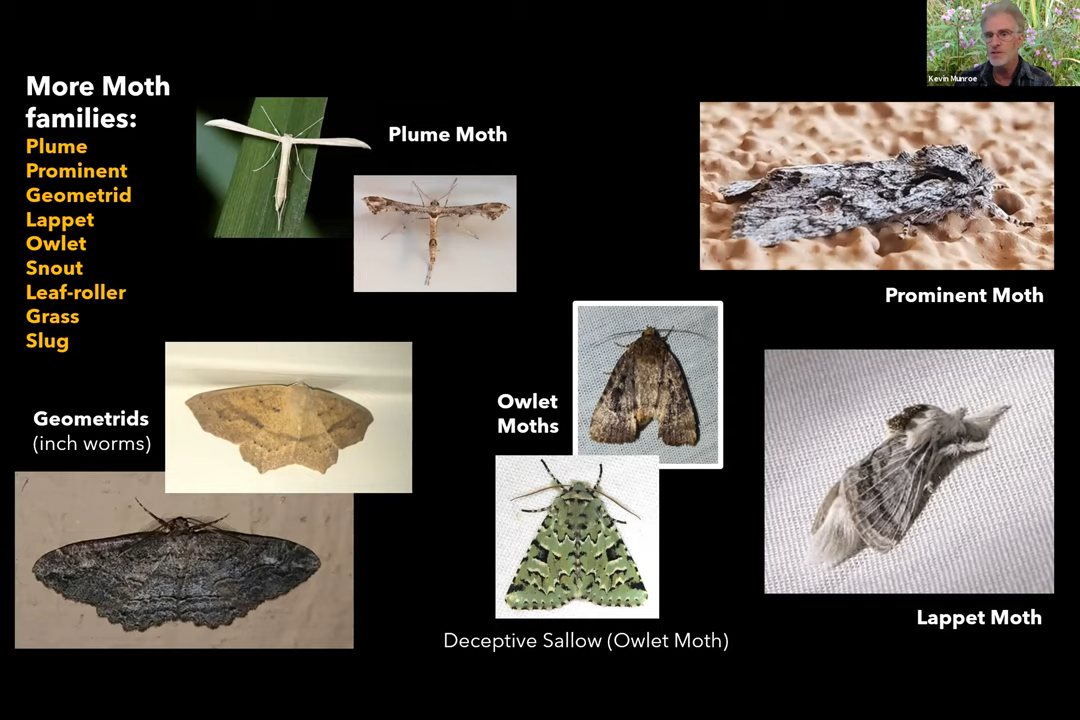 Kevin Munroe
More Moth
families:
Plume
Prominent
Geometrid
Lappet
Owlet
Snout
Leaf-roller
Grass
Slug
Plume Moth
Prominent Moth
Geometrids
(inch worms)
Owlet
Moths
Deceptive Sallow (Owlet Moth)
Lappet Moth